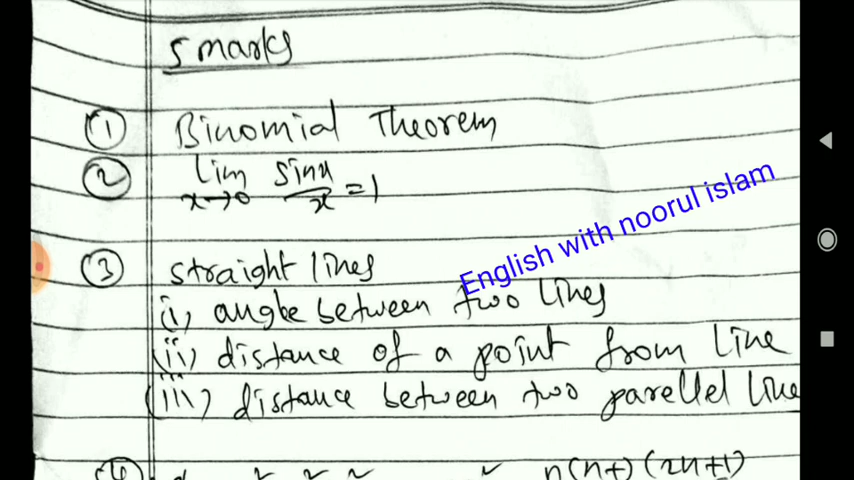 5 marks
① Binomial Theorem
② lim x→0 sinx/x = 1
English with noorul islam
③ straight lines
(i) angle between two lines
(ii) distance of a point from line
(iii) distance between two parellel line
④ n(n+1)(2n+1)